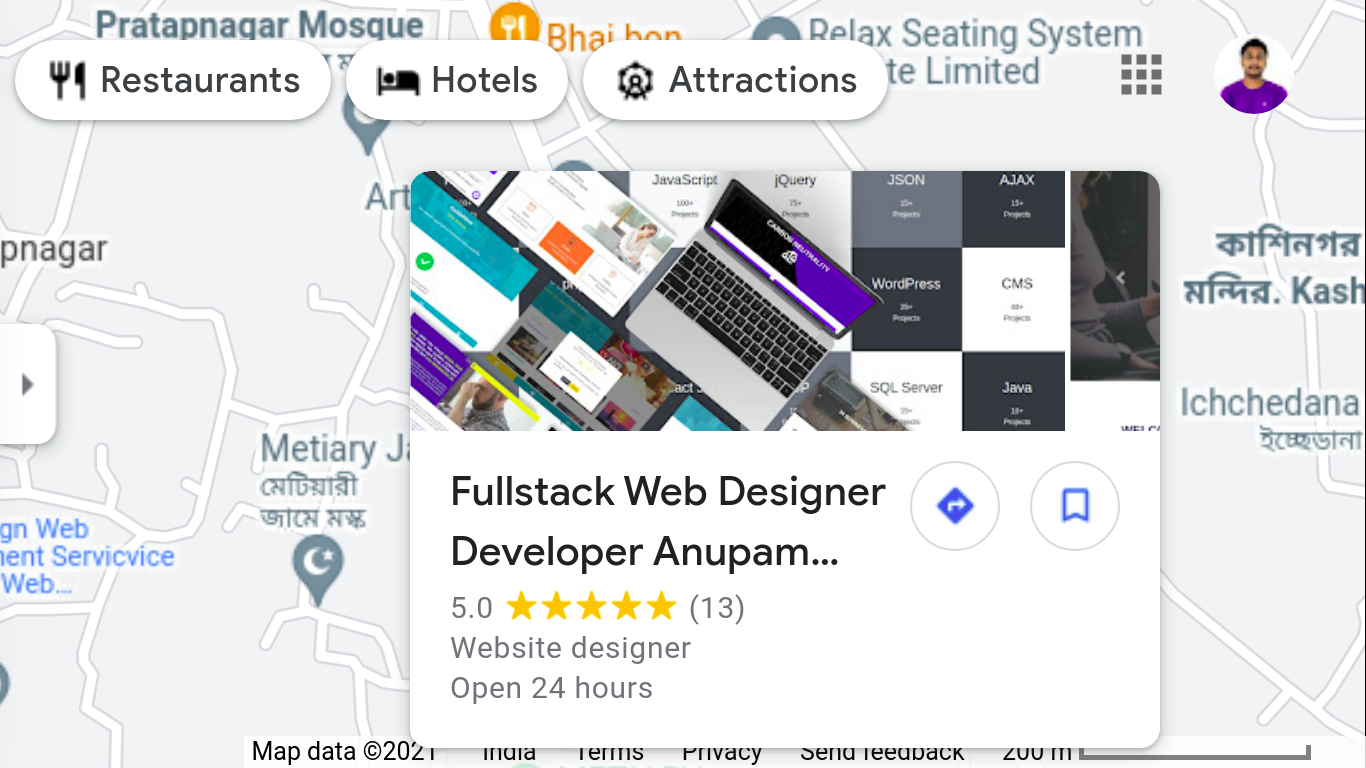 Pratapnagar Mosque
Bhai bon
Relax Seating System
te Limited
Restaurants
Hotels
Attractions
Art
pnagar
JavaScript
100+
Projects
jQuery
75+
Projects
JSON
15+
Projects
AJAX
15+
Projects
CARBON NEUTRALITY
WordPress
25+
Projects
CMS
40+
Projects
SQL Server
15+
Java
10+
Projects
কাশিনগর
মন্দির. Kash
Ichchedana
ইচ্ছেডানা
Metiary Ja
মেটিয়ারী
জামে মস্ক
gn Web
nent Servicvice
Web...
Fullstack Web Designer
Developer Anupam...
5.0 (13)
Website designer
Open 24 hours
Map data ©2021 India Terms Privacy Send feedback 200 m